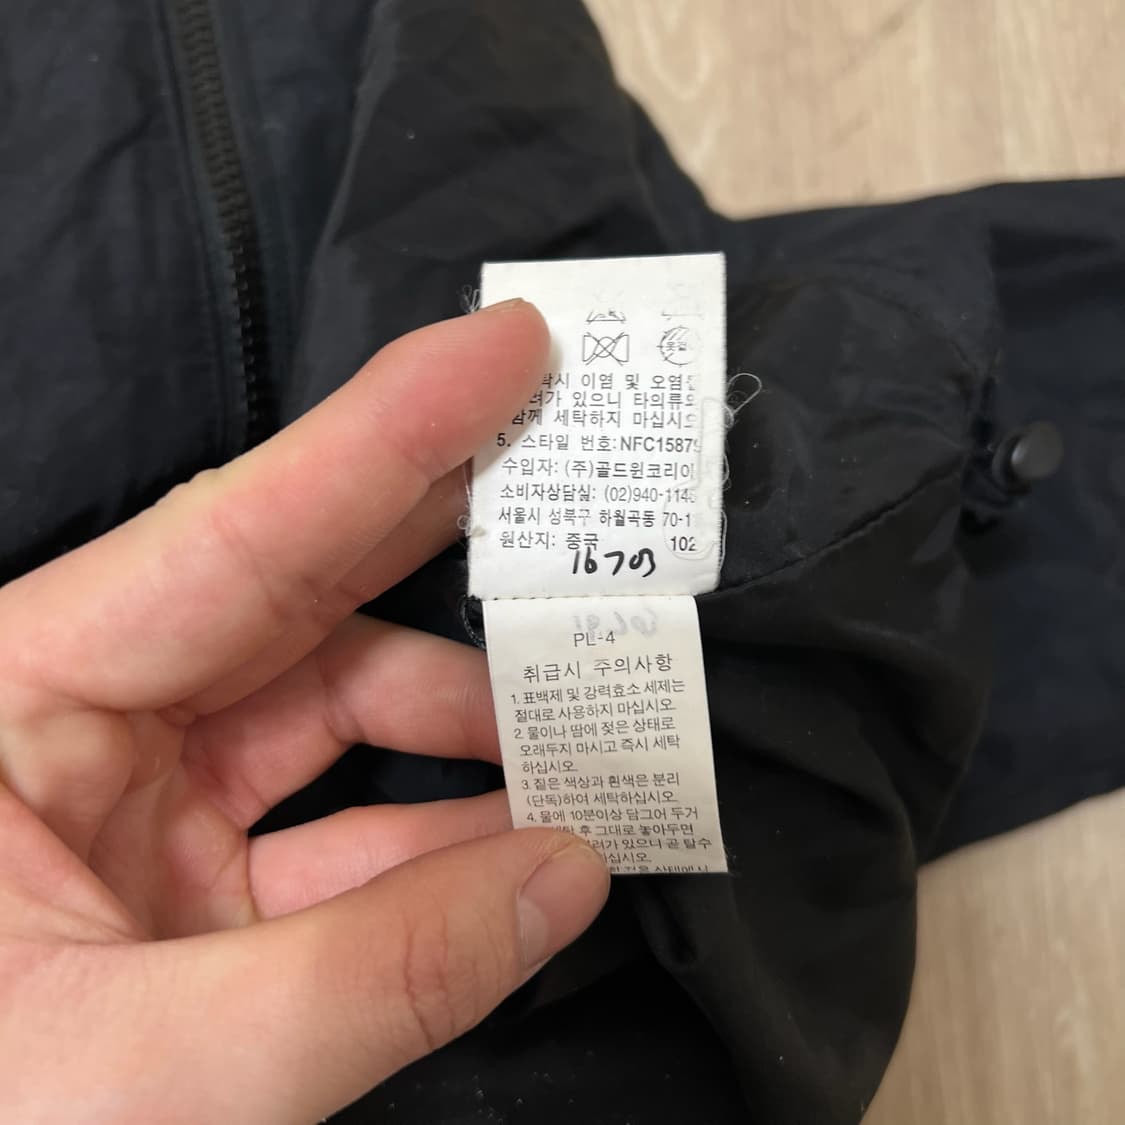 옷걸
탁시 이염 및 오염
려가 있으니 타의류와
함께 세탁하지 마십시오
5. 스타일 번호:NFC15879
수입자: (주)골드윈코리아
소비자상담실: (02)940-114
서울시 성북구 하월곡동 70-1
원산지: 중국 102
16703
PL-4
취급시 주의사항
1. 표백제 및 강력효소 세제는
절대로 사용하지 마십시오.
2. 물이나 땀에 젖은 상태로
오래두지 마시고 즉시 세탁
하십시오.
3. 짙은 색상과 흰색은 분리
(단독)하여 세탁하십시오.
4. 물에 10분이상 담그어 두거
후 그대로 놓아두면
려가 있으니 곧 탈수
하십시오.